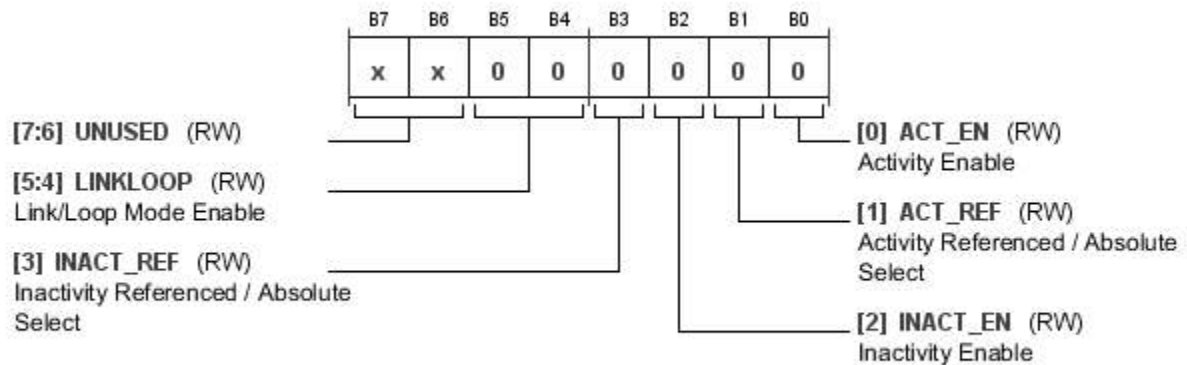 B7 B6 B5 B4 B3 B2 B1 B0
x x 0 0 0 0 0 0
[7:6] UNUSED (RW)
[5:4] LINKLOOP (RW)
Link/Loop Mode Enable
[3] INACT_REF (RW)
Inactivity Referenced / Absolute
Select
[0] ACT_EN (RW)
Activity Enable
[1] ACT_REF (RW)
Activity Referenced / Absolute
Select
[2] INACT_EN (RW)
Inactivity Enable